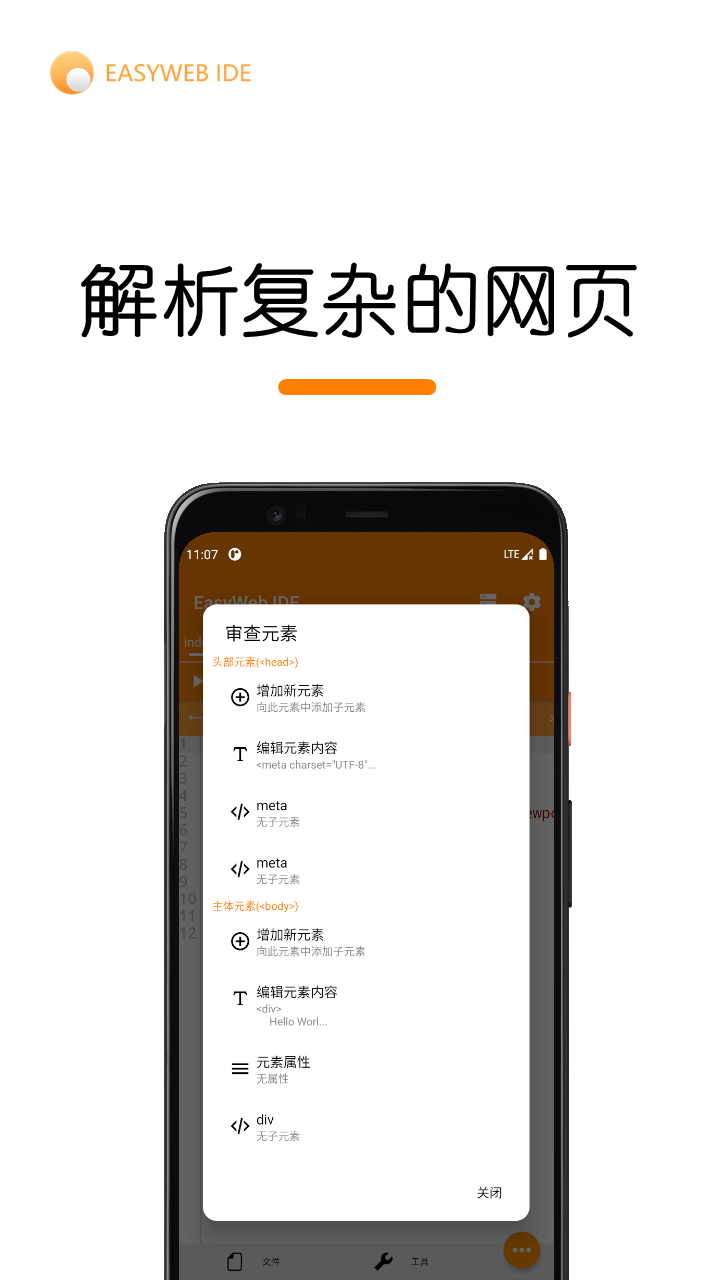 EASYWEB IDE
解析复杂的网页
11:07
LTE
EasyWeb IDE
审查元素
头部元素(<head>)
增加新元素
向此元素中添加子元素
编辑元素内容
<meta charset="UTF-8"...
meta
无子元素
meta
无子元素
主体元素(<body>)
增加新元素
向此元素中添加子元素
编辑元素内容
<div>
Hello Worl...
元素属性
无属性
div
无子元素
关闭
1
2
3
4
5
6
7
8
9
10
11
12
文件
工具